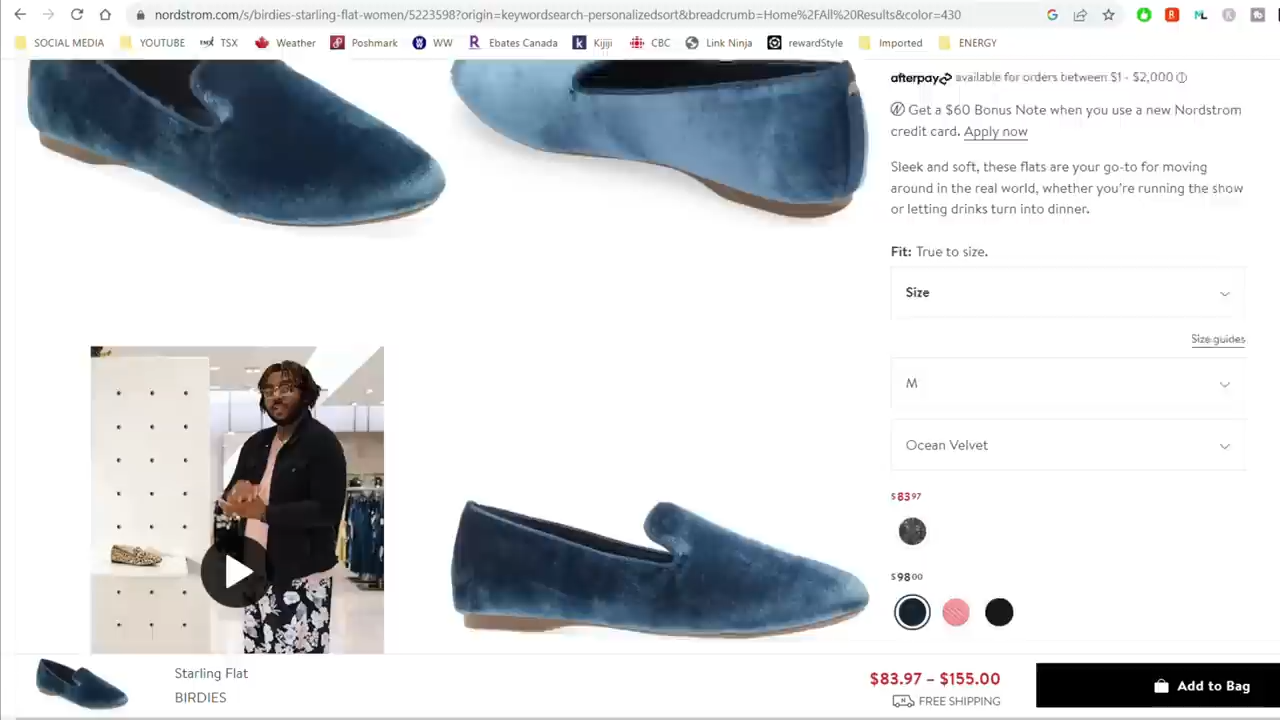 nordstrom.com/s/birdies-starling-flat-women/5223598?origin=keywordsearch-personalizedsort&breadcrumb=Home%2FAll%20Results&color=430
SOCIAL MEDIA YOUTUBE TSX Weather Poshmark WW Ebates Canada Kijiji CBC Link Ninja rewardStyle Imported ENERGY
afterpay available for orders between $1 - $2,000
Get a $60 Bonus Note when you use a new Nordstrom
credit card. Apply now
Sleek and soft, these flats are your go-to for moving
around in the real world, whether you're running the show
or letting drinks turn into dinner.
Fit: True to size.
Size
Size guides
M
Ocean Velvet
$83.97
$98.00
Starling Flat
BIRDIES
$83.97 – $155.00
FREE SHIPPING
Add to Bag